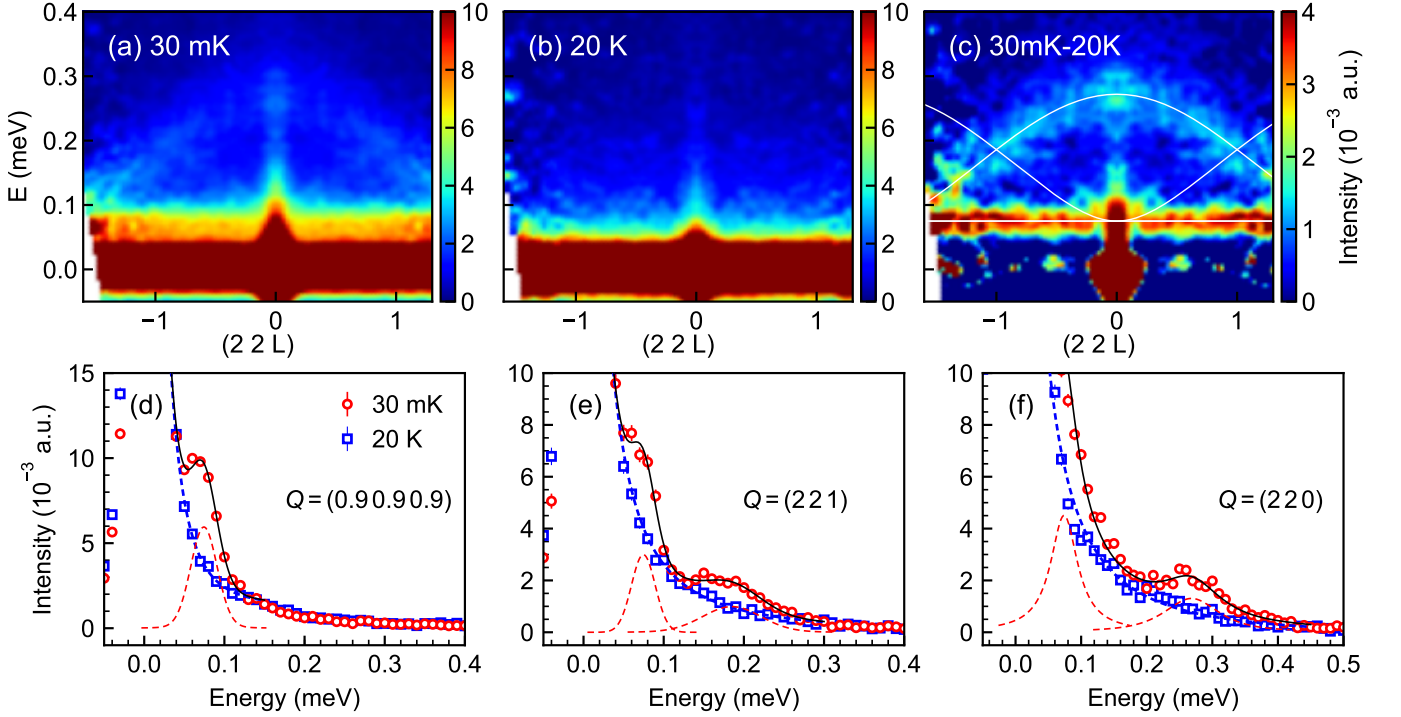 (a) 30 mK
(b) 20 K
(c) 30mK-20K
E (meV)
0.4
0.3
0.2
0.1
0.0
−1 0 1
(2 2 L)
10
8
6
4
2
0
−1 0 1
(2 2 L)
10
8
6
4
2
0
−1 0 1
(2 2 L)
4
3
2
1
0
Intensity (10⁻³ a.u.)
(d)
30 mK
20 K
Q = (0.9 0.9 0.9)
Intensity (10⁻³ a.u.)
15
10
5
0
0.0 0.1 0.2 0.3 0.4
Energy (meV)
(e)
Q = (2 2 1)
10
8
6
4
2
0
0.0 0.1 0.2 0.3 0.4
Energy (meV)
(f)
Q = (2 2 0)
10
8
6
4
2
0
0.0 0.1 0.2 0.3 0.4 0.5
Energy (meV)